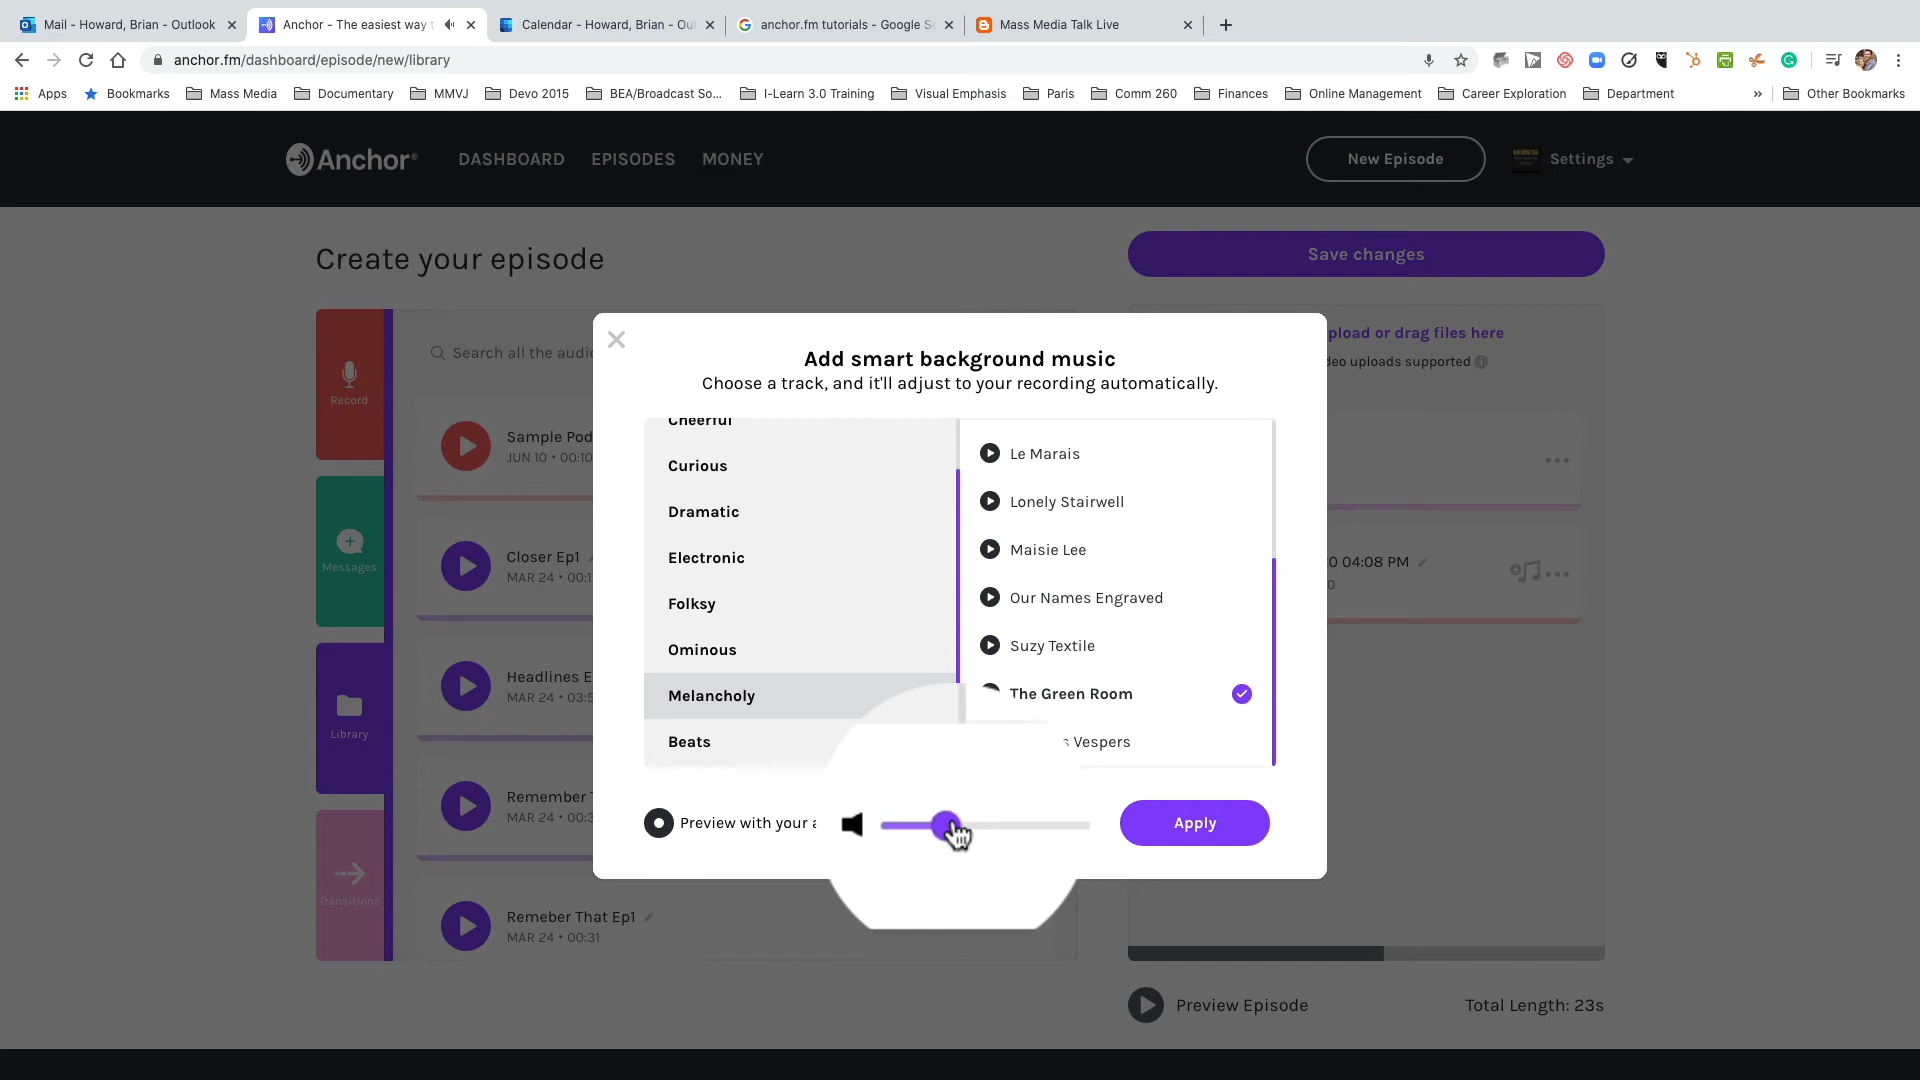 Mail - Howard, Brian - Outlook
Anchor - The easiest way t
Calendar - Howard, Brian - Out
anchor.fm tutorials - Google Se
Mass Media Talk Live
anchor.fm/dashboard/episode/new/library
Apps
Bookmarks
Mass Media
Documentary
MMVJ
Devo 2015
BEA/Broadcast So...
I-Learn 3.0 Training
Visual Emphasis
Paris
Comm 260
Finances
Online Management
Career Exploration
Department
»
Other Bookmarks
Anchor®
DASHBOARD
EPISODES
MONEY
New Episode
Settings
Create your episode
Save changes
Record
Messages
Library
Transitions
Search all the audio
Sample Pod
JUN 10 • 00:10
Closer Ep1
MAR 24 • 00:1
Headlines E
MAR 24 • 03:5
Remember T
MAR 24 • 00:3
Remeber That Ep1
MAR 24 • 00:31
Add smart background music
Choose a track, and it'll adjust to your recording automatically.
Cheerful
Curious
Dramatic
Electronic
Folksy
Ominous
Melancholy
Beats
Le Marais
Lonely Stairwell
Maisie Lee
Our Names Engraved
Suzy Textile
The Green Room
s Vespers
Preview with your a
Apply
pload or drag files here
deo uploads supported
0 04:08 PM
0
Preview Episode
Total Length: 23s